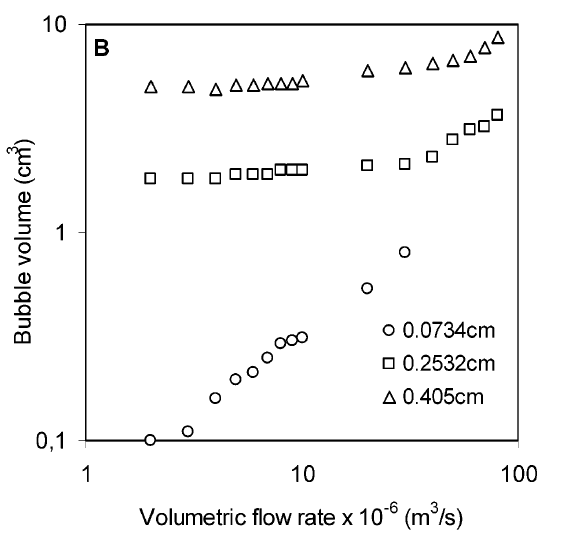 B
10
1
0,1
Bubble volume (cm³)
0.0734cm
0.2532cm
0.405cm
1
10
100
Volumetric flow rate x 10⁻⁶ (m³/s)